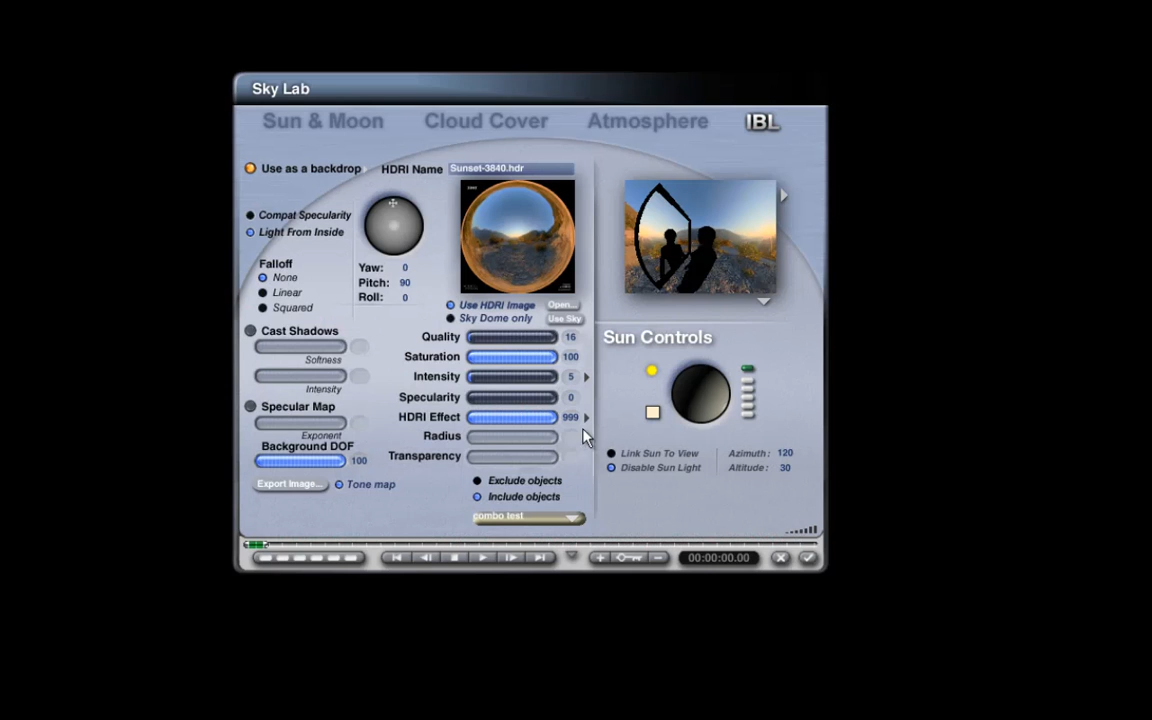 Sky Lab
Sun & Moon Cloud Cover Atmosphere IBL
Use as a backdrop HDRI Name Sunset-3840.hdr
Compat Specularity
Light From Inside
Falloff
None
Linear
Squared
Yaw: 0
Pitch: 90
Roll: 0
Use HDRI Image Open...
Sky Dome only Use Sky
Cast Shadows
Softness
Intensity
Specular Map
Exponent
Background DOF
100
Export Image... Tone map
Quality 16
Saturation 100
Intensity 5
Specularity 0
HDRI Effect 999
Radius
Transparency
Exclude objects
Include objects
combo test
Sun Controls
Link Sun To View Azimuth: 120
Disable Sun Light Altitude: 30
00:00:00.00